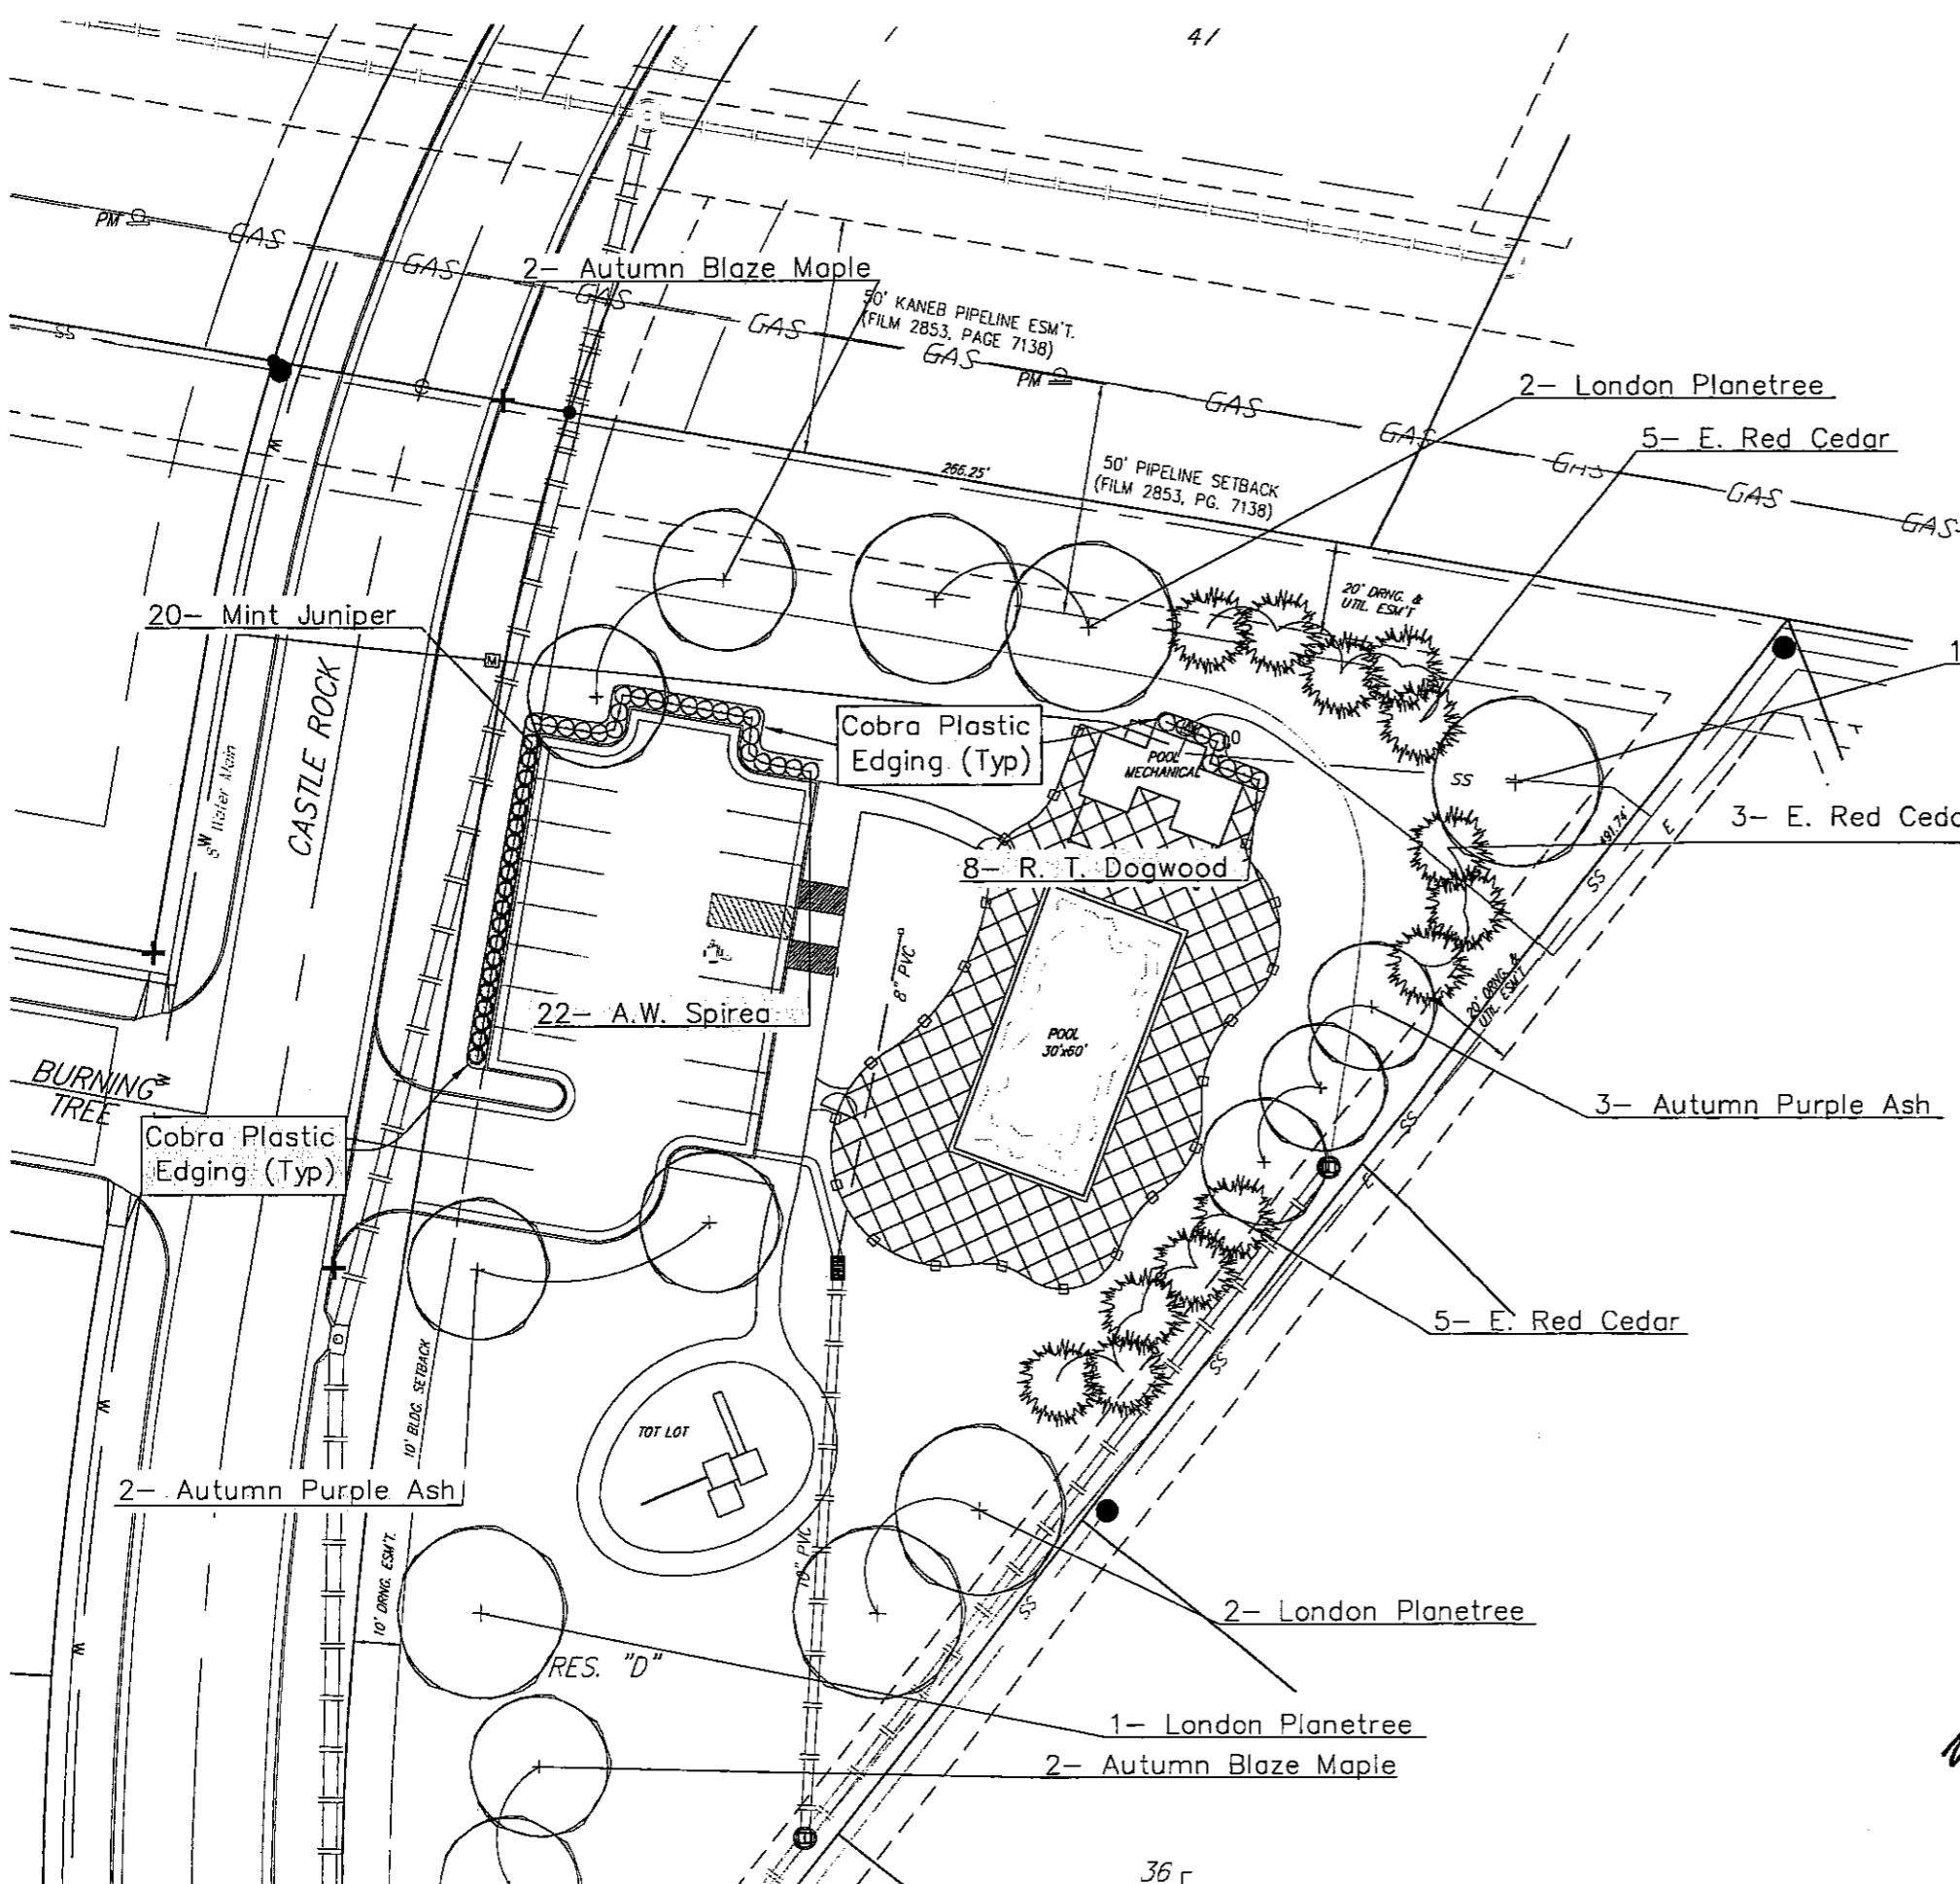 41
PM
GAS
GAS
2- Autumn Blaze Maple
GAS
GAS
50' KANEB PIPELINE ESM'T.
(FILM 2853, PAGE 7138)
GAS
PM
SS
2- London Planetree
GAS
GAS
5- E. Red Cedar
GAS
GAS
GAS
W
266.25'
50' PIPELINE SETBACK
(FILM 2853, PG. 7138)
20' DRNG. &
UTIL. ESM'T
20- Mint Juniper
M
1
CASTLE ROCK
Cobra Plastic
Edging (Typ)
POOL
MECHANICAL
SS
8" Water Main
W
491.74'
E
3- E. Red Ceda
8- R. T. Dogwood
SS
8" PVC
22- A.W. Spirea
20' DRNG. &
UTIL. ESM'T
POOL
30'x60'
BURNING
TREE
W
3- Autumn Purple Ash
SS
Cobra Plastic
Edging (Typ)
E
5- E. Red Cedar
SS
10' BLDG. SETBACK
W
TOT LOT
2- Autumn Purple Ash
10" PVC
10' DRNG. ESM'T.
SS
2- London Planetree
W
RES. "D"
1- London Planetree
2- Autumn Blaze Maple
36